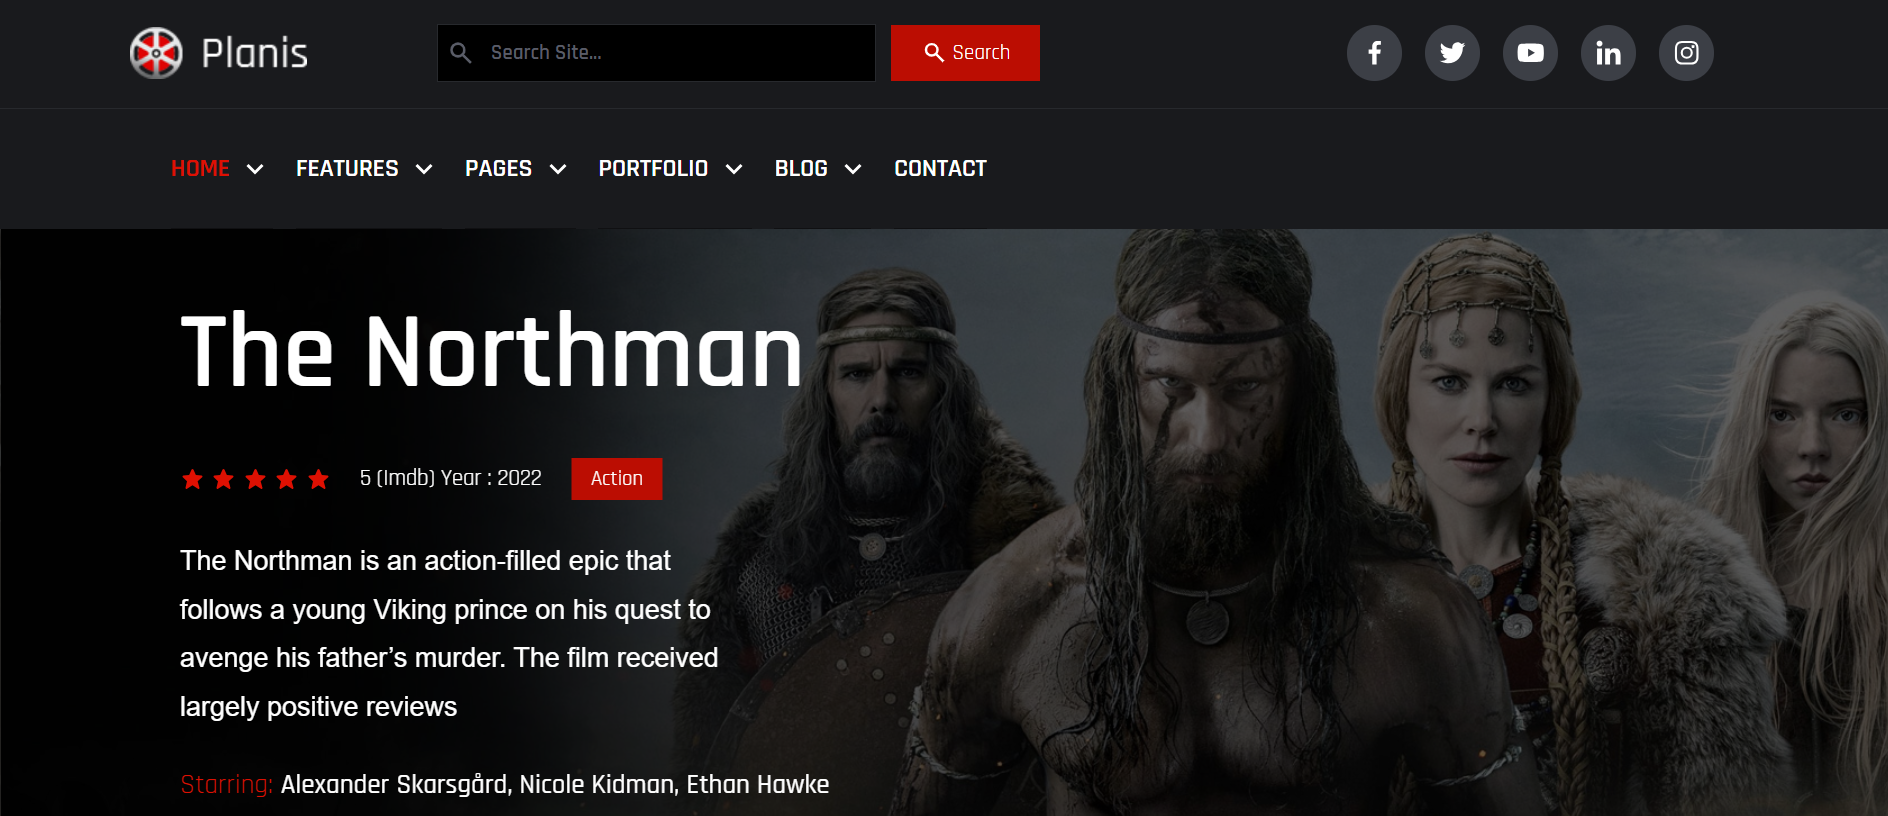 Planis
Search Site...
Search
HOME FEATURES PAGES PORTFOLIO BLOG CONTACT
The Northman
5 (Imdb) Year : 2022 Action
The Northman is an action-filled epic that
follows a young Viking prince on his quest to
avenge his father’s murder. The film received
largely positive reviews
Starring: Alexander Skarsgård, Nicole Kidman, Ethan Hawke